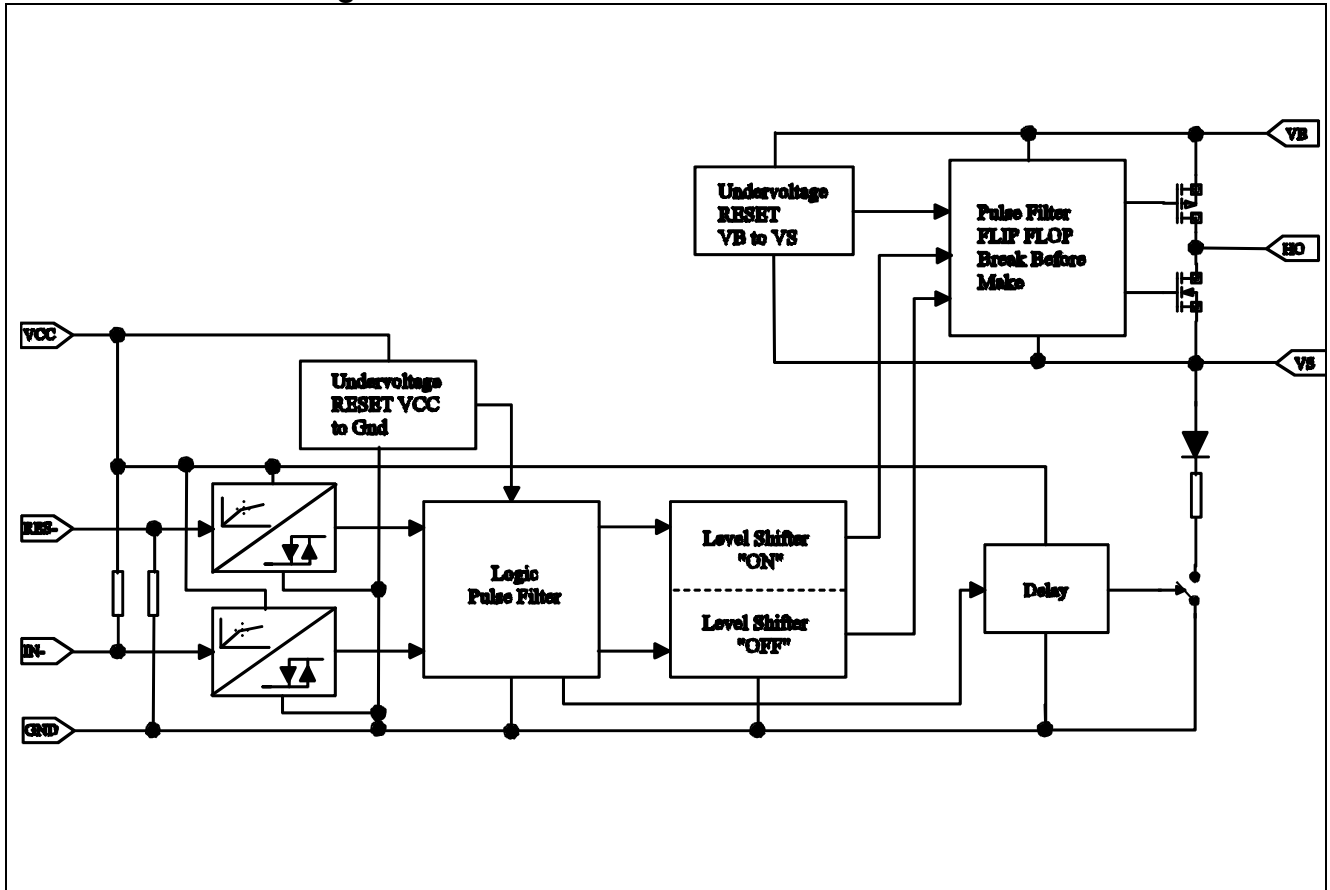 VB
Undervoltage
RESET
VB to VS
Pulse Filter
FLIP FLOP
Break Before
Make
HO
VCC
VS
Undervoltage
RESET VCC
to Gnd
RES-
Level Shifter
"ON"
Logic
Pulse Filter
Delay
Level Shifter
"OFF"
IN-
GND